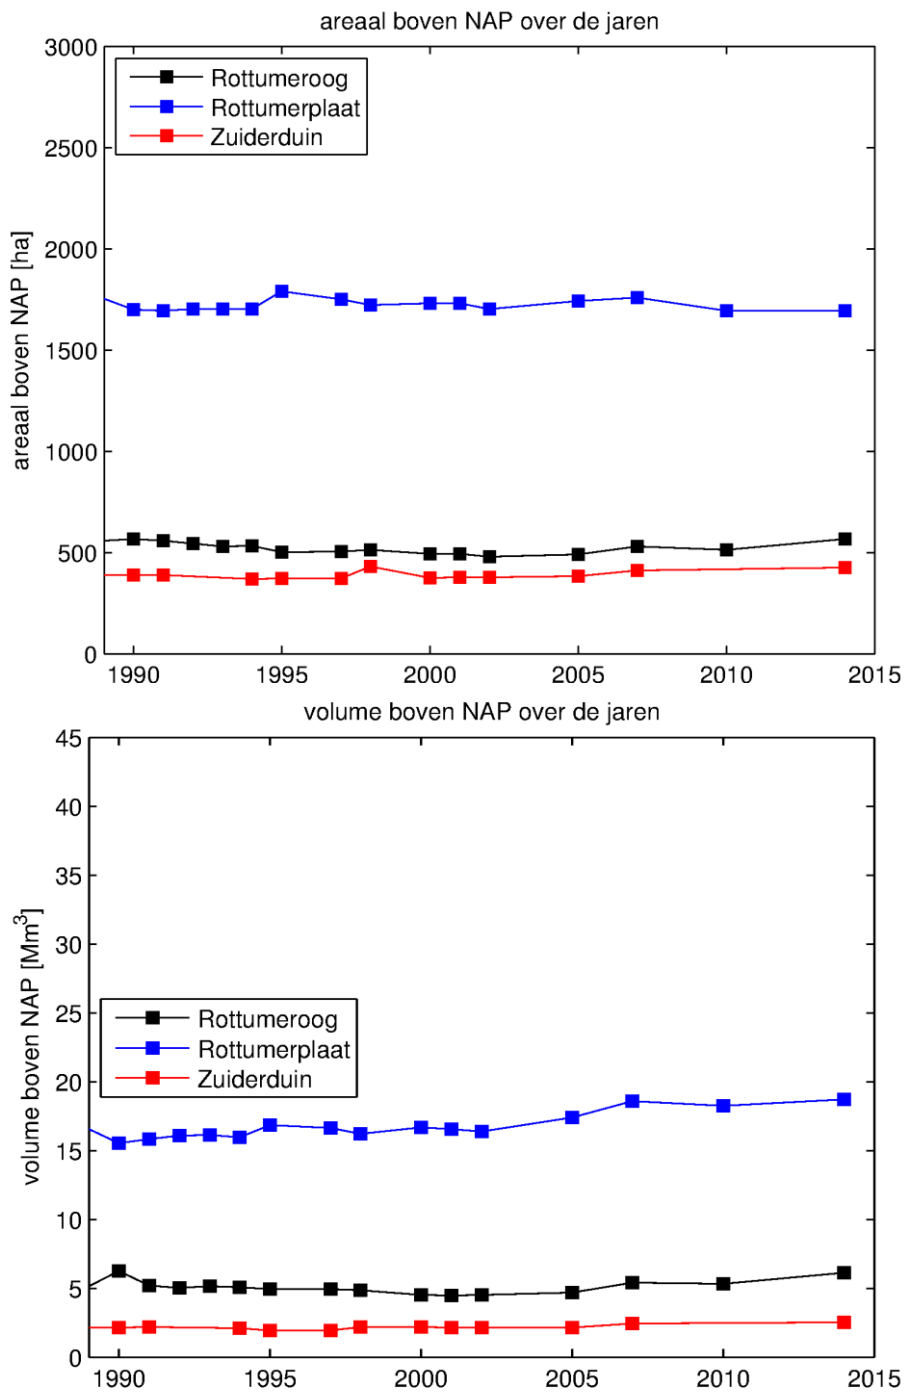 areaal boven NAP over de jaren
3000
2500
2000
1500
1000
500
0
areaal boven NAP [ha]
Rottumeroog
Rottumerplaat
Zuiderduin
1990 1995 2000 2005 2010 2015
volume boven NAP over de jaren
45
40
35
30
25
20
15
10
5
0
volume boven NAP [Mm³]
Rottumeroog
Rottumerplaat
Zuiderduin
1990 1995 2000 2005 2010 2015